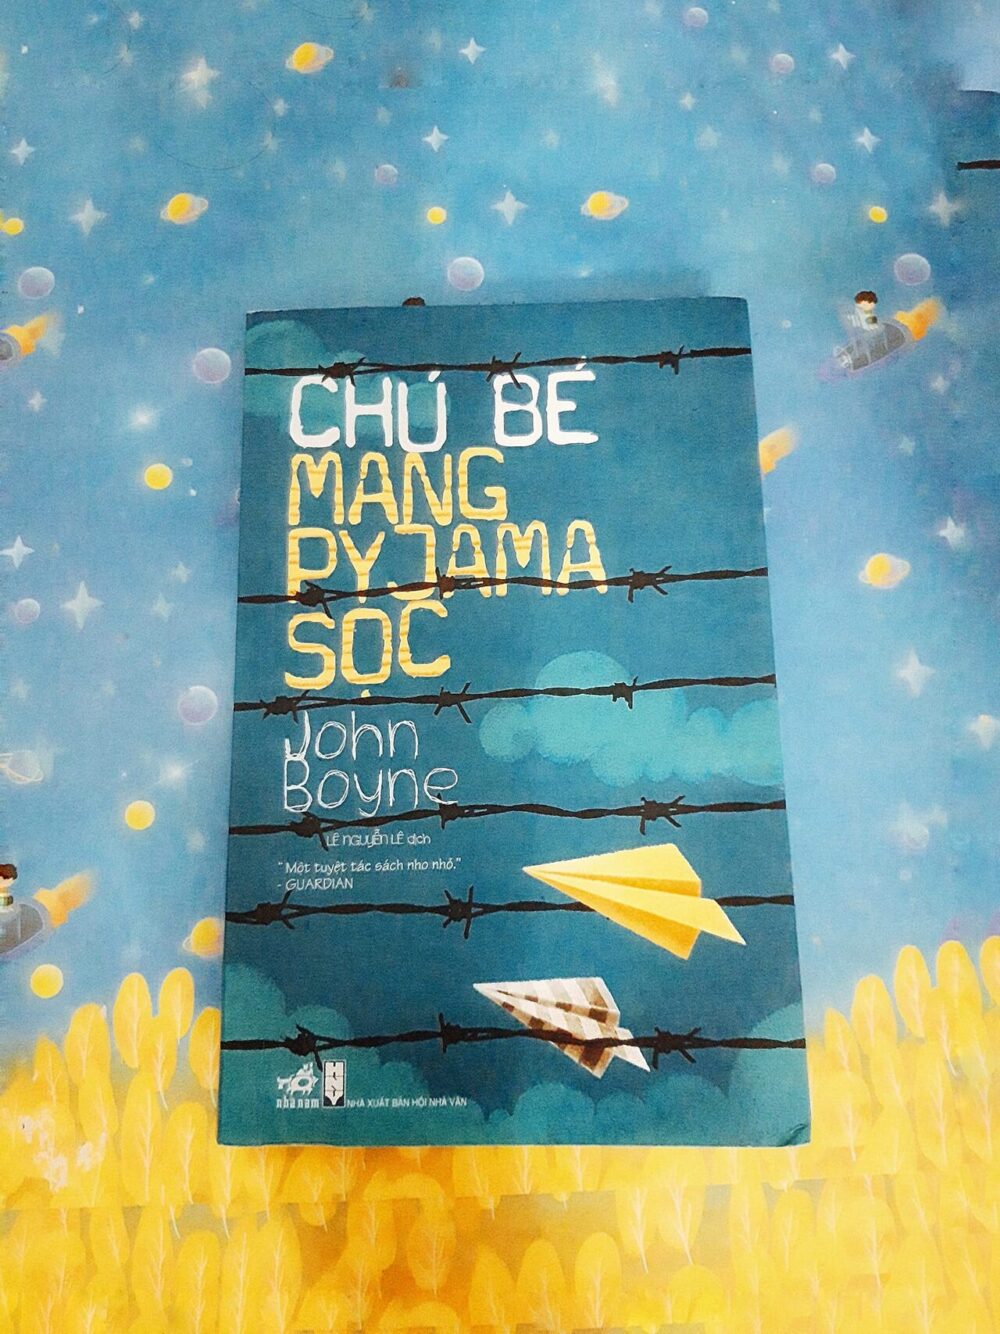 CHÚ BÉ
MANG
PYJAMA
SỌC
John
Boyne
LÊ NGUYỄN LÊ dịch
"Một tuyệt tác sách nho nhỏ."
- GUARDIAN
nhã nam
HNV
NHÀ XUẤT BẢN HỘI NHÀ VĂN